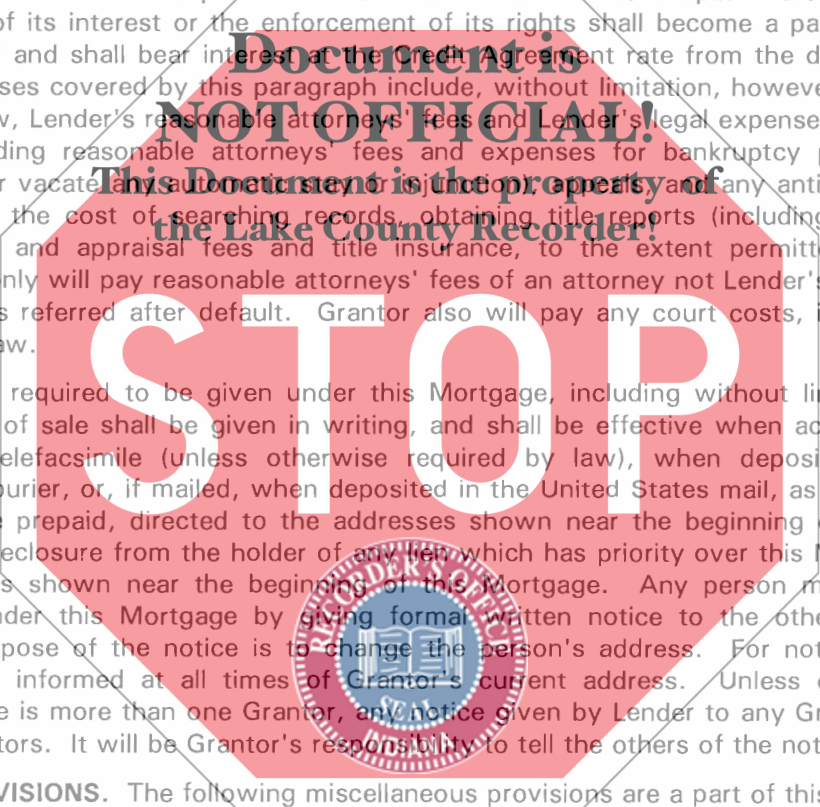 of its interest or the enforcement of its rights shall become a pa
Document is
and shall bear interest at the Credit Agreement rate from the d
ses covered by this paragraph include, without limitation, howeve
NOT OFFICIAL!
w, Lender's reasonable attorneys' fees and Lender's legal expense
ding reasonable attorneys' fees and expenses for bankruptcy p
This Document is the property of
r vacate any automatic stay or injunction), appeals, and any anti
the cost of searching records, obtaining title reports (including
the Lake County Recorder!
and appraisal fees and title insurance, to the extent permitt
nly will pay reasonable attorneys' fees of an attorney not Lender's
s referred after default. Grantor also will pay any court costs, i
aw.
STOP
required to be given under this Mortgage, including without li
of sale shall be given in writing, and shall be effective when ac
elefacsimile (unless otherwise required by law), when deposi
ourier, or, if mailed, when deposited in the United States mail, as
e prepaid, directed to the addresses shown near the beginning
eclosure from the holder of any lien which has priority over this M
s shown near the beginning of this Mortgage. Any person m
nder this Mortgage by giving formal written notice to the othe
pose of the notice is to change the person's address. For not
informed at all times of Grantor's current address. Unless
e is more than one Grantor, any notice given by Lender to any Gr
tors. It will be Grantor's responsibility to tell the others of the not
RECORDER'S OFFICE
SEAL
INDIANA
VISIONS. The following miscellaneous provisions are a part of this